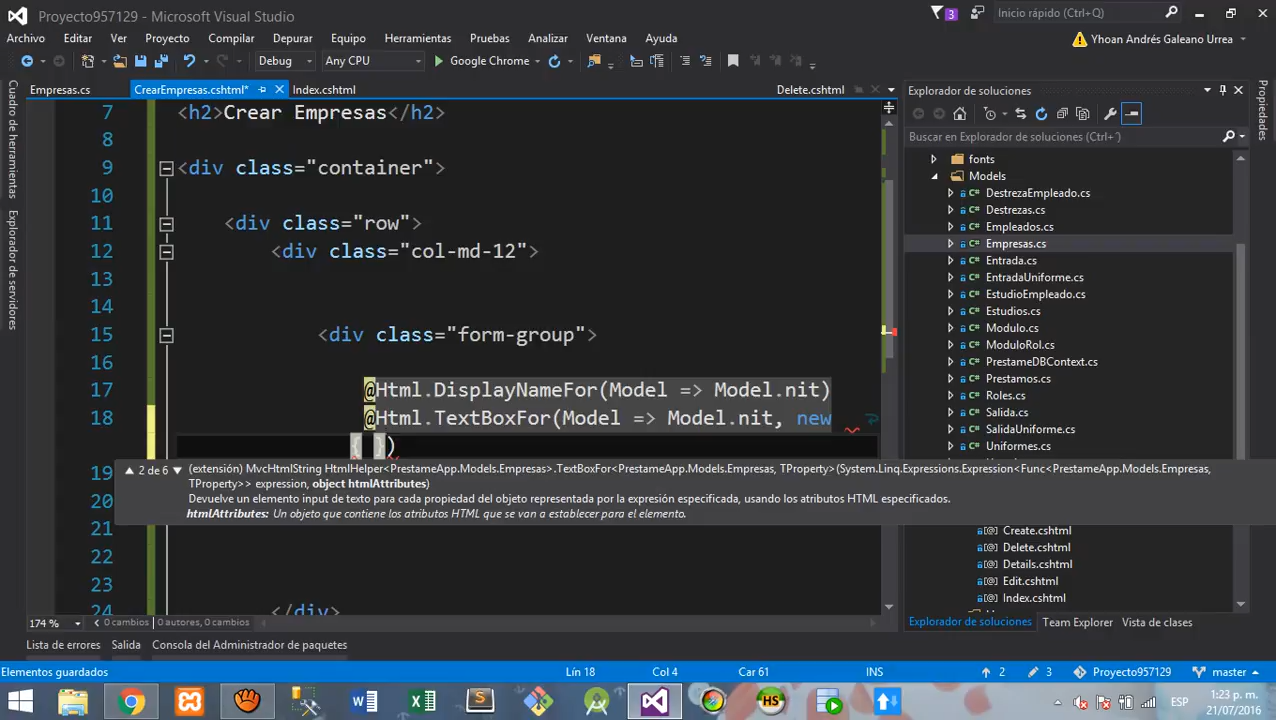 Proyecto957129 - Microsoft Visual Studio
3
Inicio rápido (Ctrl+Q)
Archivo Editar Ver Proyecto Compilar Depurar Equipo Herramientas Pruebas Analizar Ventana Ayuda
Yhoan Andrés Galeano Urrea
Debug Any CPU Google Chrome
Empresas.cs CrearEmpresas.cshtml* Index.cshtml Delete.cshtml
Explorador de soluciones
Buscar en Explorador de soluciones (Ctrl+´)
Cuadro de herramientas
Explorador de servidores
Propiedades
7 <h2>Crear Empresas</h2>
8
9 <div class="container">
10
11 <div class="row">
12 <div class="col-md-12">
13
14
15 <div class="form-group">
16
17 @Html.DisplayNameFor(Model => Model.nit)
18 @Html.TextBoxFor(Model => Model.nit, new
{ })
19
20
21
22
23
24 </div>
2 de 6 (extensión) MvcHtmlString HtmlHelper<PrestameApp.Models.Empresas>.TextBoxFor<PrestameApp.Models.Empresas, TProperty>(System.Linq.Expressions.Expression<Func<PrestameApp.Models.Empresas,
TProperty>> expression, object htmlAttributes)
Devuelve un elemento input de texto para cada propiedad del objeto representada por la expresión especificada, usando los atributos HTML especificados.
htmlAttributes: Un objeto que contiene los atributos HTML que se van a establecer para el elemento.
fonts
Models
C# DestrezaEmpleado.cs
C# Destrezas.cs
C# Empleados.cs
C# Empresas.cs
C# Entrada.cs
C# EntradaUniforme.cs
C# EstudioEmpleado.cs
C# Estudios.cs
C# Modulo.cs
C# ModuloRol.cs
C# PrestameDBContext.cs
C# Prestamos.cs
C# Roles.cs
C# Salida.cs
C# SalidaUniforme.cs
C# Uniformes.cs
[@] Create.cshtml
[@] Delete.cshtml
[@] Details.cshtml
[@] Edit.cshtml
[@] Index.cshtml
174 % 0 cambios | 0 autores, 0 cambios
Explorador de soluciones Team Explorer Vista de clases
Lista de errores Salida Consola del Administrador de paquetes
Elementos guardados Lín 18 Col 4 Car 61 INS 2 3 Proyecto957129 master
HS
ESP
1:23 p. m.
21/07/2016